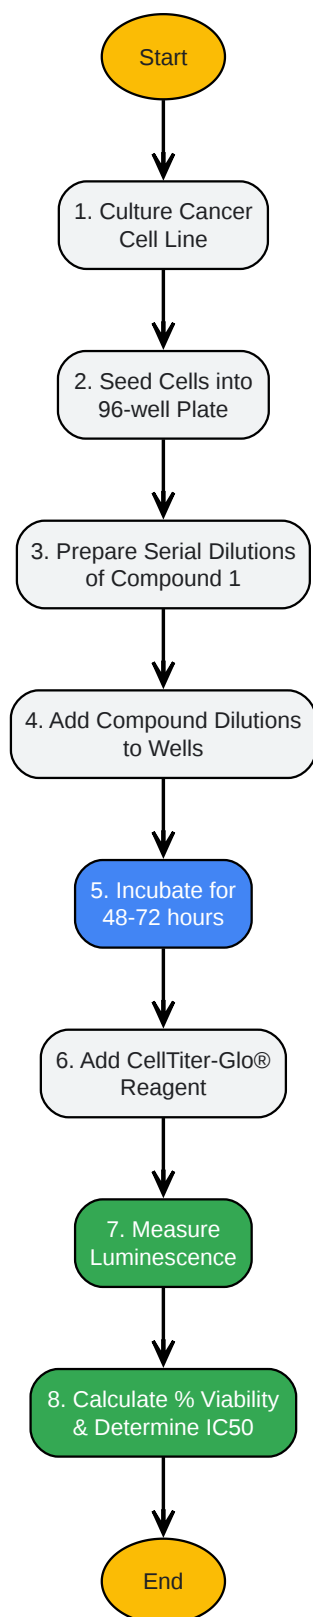 Start
1. Culture Cancer
Cell Line
2. Seed Cells into
96-well Plate
3. Prepare Serial Dilutions
of Compound 1
4. Add Compound Dilutions
to Wells
5. Incubate for
48-72 hours
6. Add CellTiter-Glo®
Reagent
7. Measure
Luminescence
8. Calculate % Viability
& Determine IC50
End